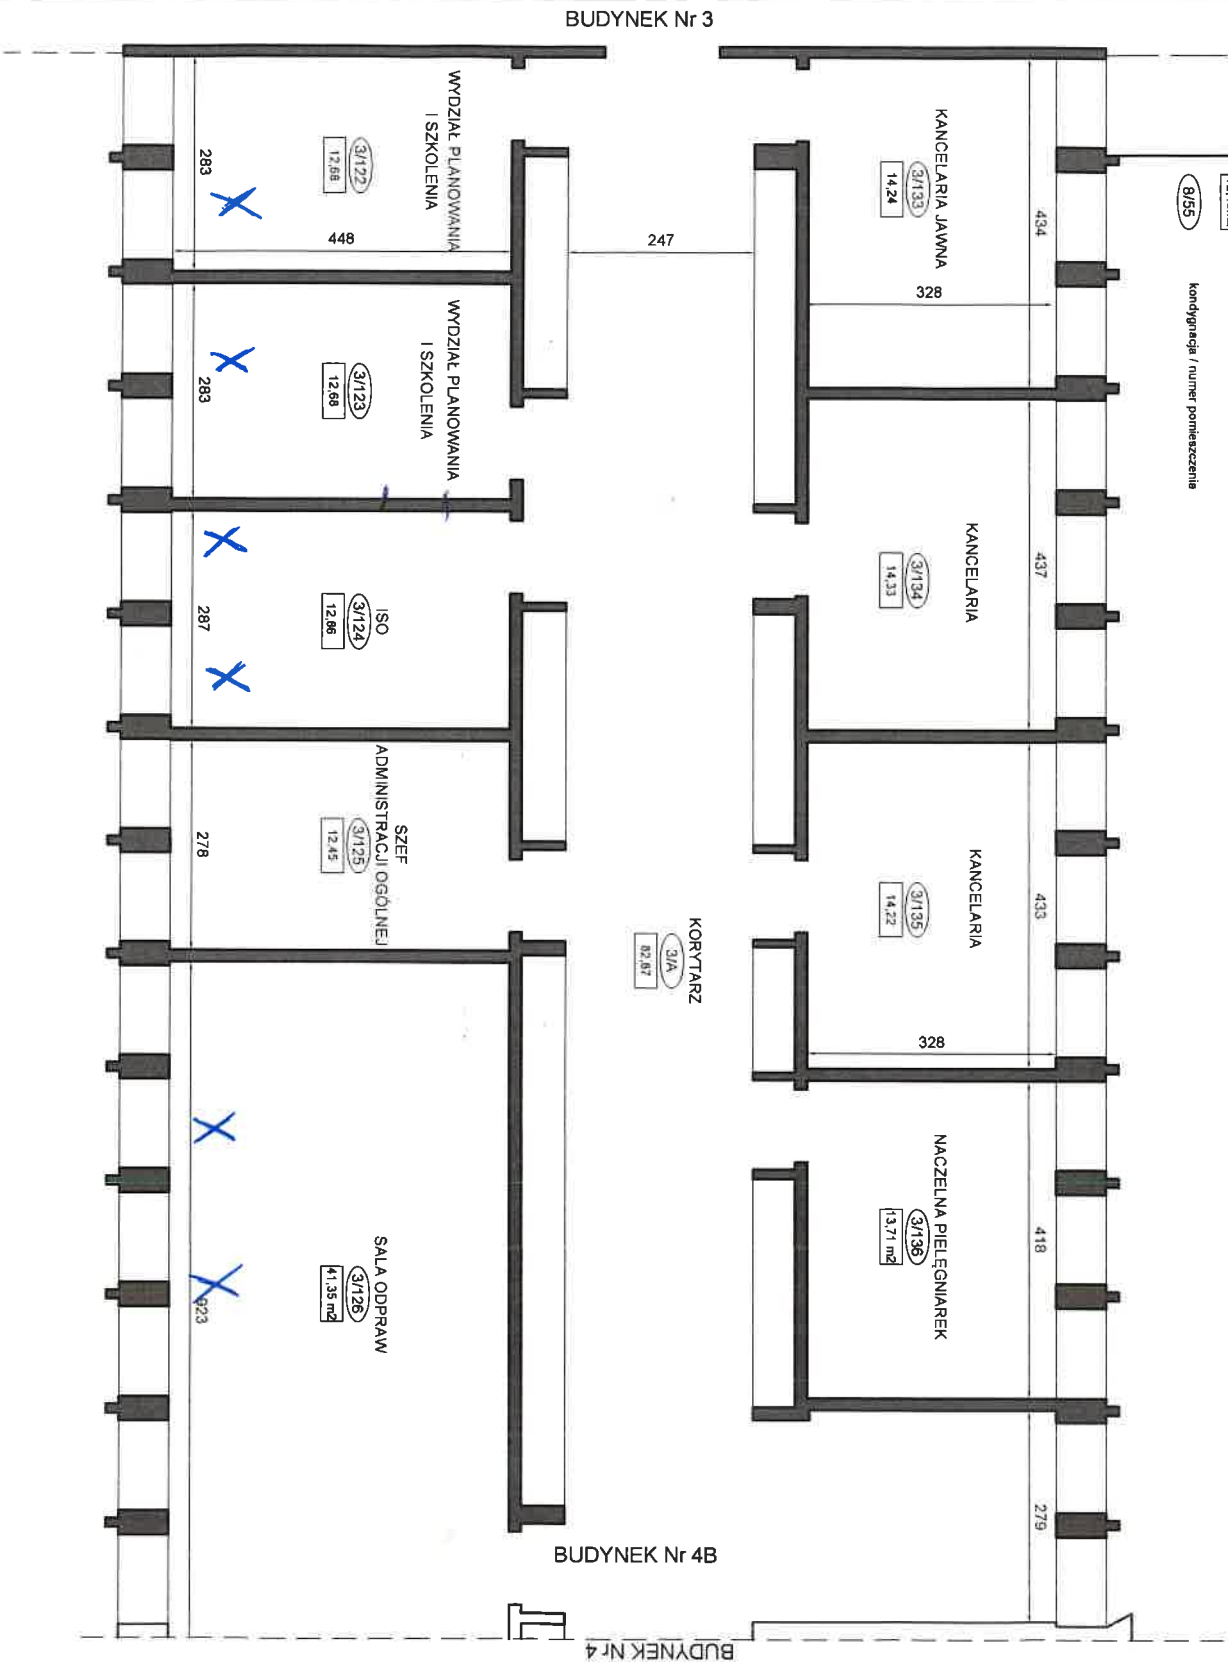 BUDYNEK Nr 3
8/55
kondygnacja / numer pomieszczenie
WYDZIAŁ PLANOWANIA
I SZKOLENIA
3/122
12,68
283
448
247
KANCELARIA JAWNA
3/133
14,24
434
328
WYDZIAŁ PLANOWANIA
I SZKOLENIA
3/123
12,68
283
KANCELARIA
3/134
14,33
437
ISO
3/124
12,86
287
SZEF
ADMINISTRACJI OGÓLNEJ
3/125
12,45
278
KANCELARIA
3/135
14,22
433
328
KORYTARZ
3/A
82,87
NACZELNA PIELĘGNIAREK
3/136
13,71 m2
418
SALA ODPRAW
3/126
41,35 m2
923
279
BUDYNEK Nr 4B
BUDYNEK Nr 4